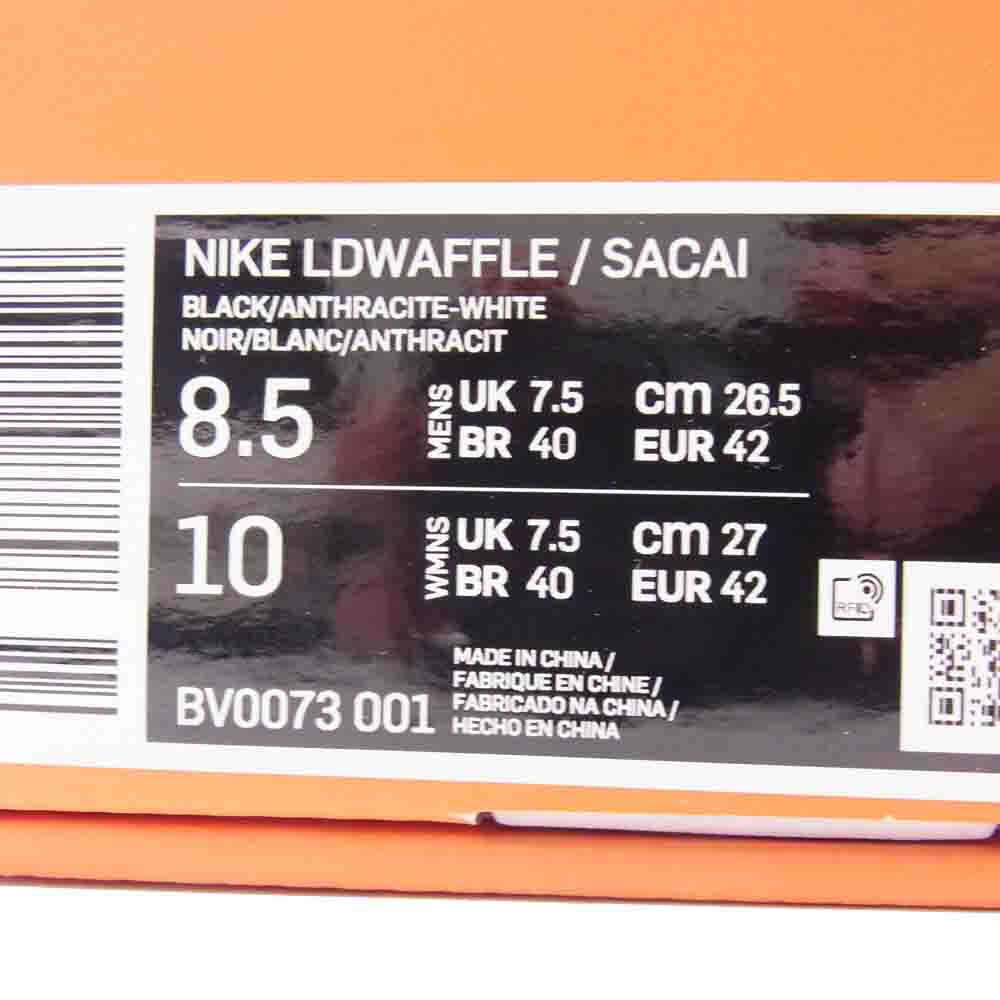 NIKE LDWAFFLE / SACAI
BLACK/ANTHRACITE-WHITE
NOIR/BLANC/ANTHRACIT
8.5 MENS UK 7.5 cm 26.5
BR 40 EUR 42
10 WMNS UK 7.5 cm 27
BR 40 EUR 42
RFID
BV0073 001
MADE IN CHINA /
FABRIQUE EN CHINE /
FABRICADO NA CHINA /
HECHO EN CHINA